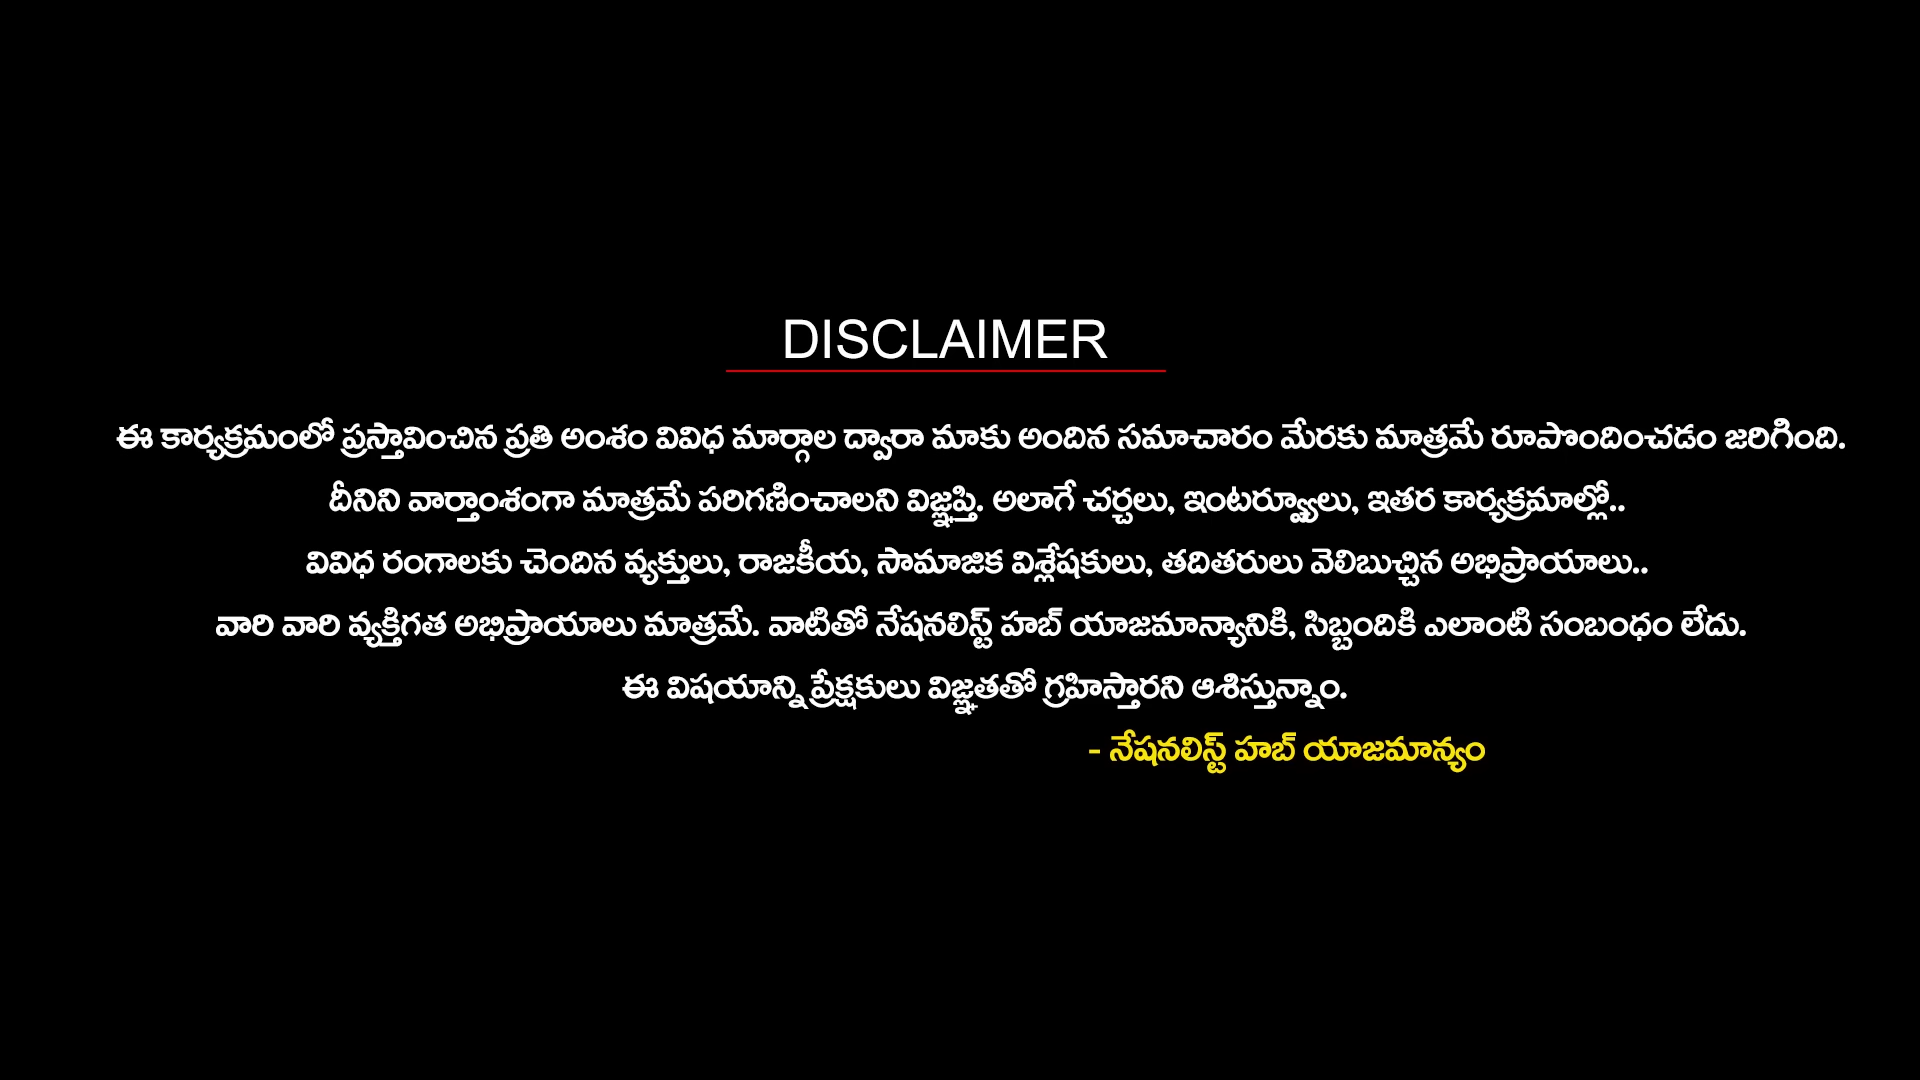 DISCLAIMER
ఈ కార్యక్రమంలో ప్రస్తావించిన ప్రతి అంశం వివిధ మార్గాల ద్వారా మాకు అందిన సమాచారం మేరకు మాత్రమే రూపొందించడం జరిగింది.
దీనిని వార్తాంశంగా మాత్రమే పరిగణించాలని విజ్ఞప్తి. అలాగే చర్చలు, ఇంటర్వ్యూలు, ఇతర కార్యక్రమాల్లో..
వివిధ రంగాలకు చెందిన వ్యక్తులు, రాజకీయ, సామాజిక విశ్లేషకులు, తదితరులు వెలిబుచ్చిన అభిప్రాయాలు..
వారి వారి వ్యక్తిగత అభిప్రాయాలు మాత్రమే. వాటితో నేషనలిస్ట్ హబ్ యాజమాన్యానికి, సిబ్బందికి ఎలాంటి సంబంధం లేదు.
ఈ విషయాన్ని ప్రేక్షకులు విజ్ఞతతో గ్రహిస్తారని ఆశిస్తున్నాం.
- నేషనలిస్ట్ హబ్ యాజమాన్యం